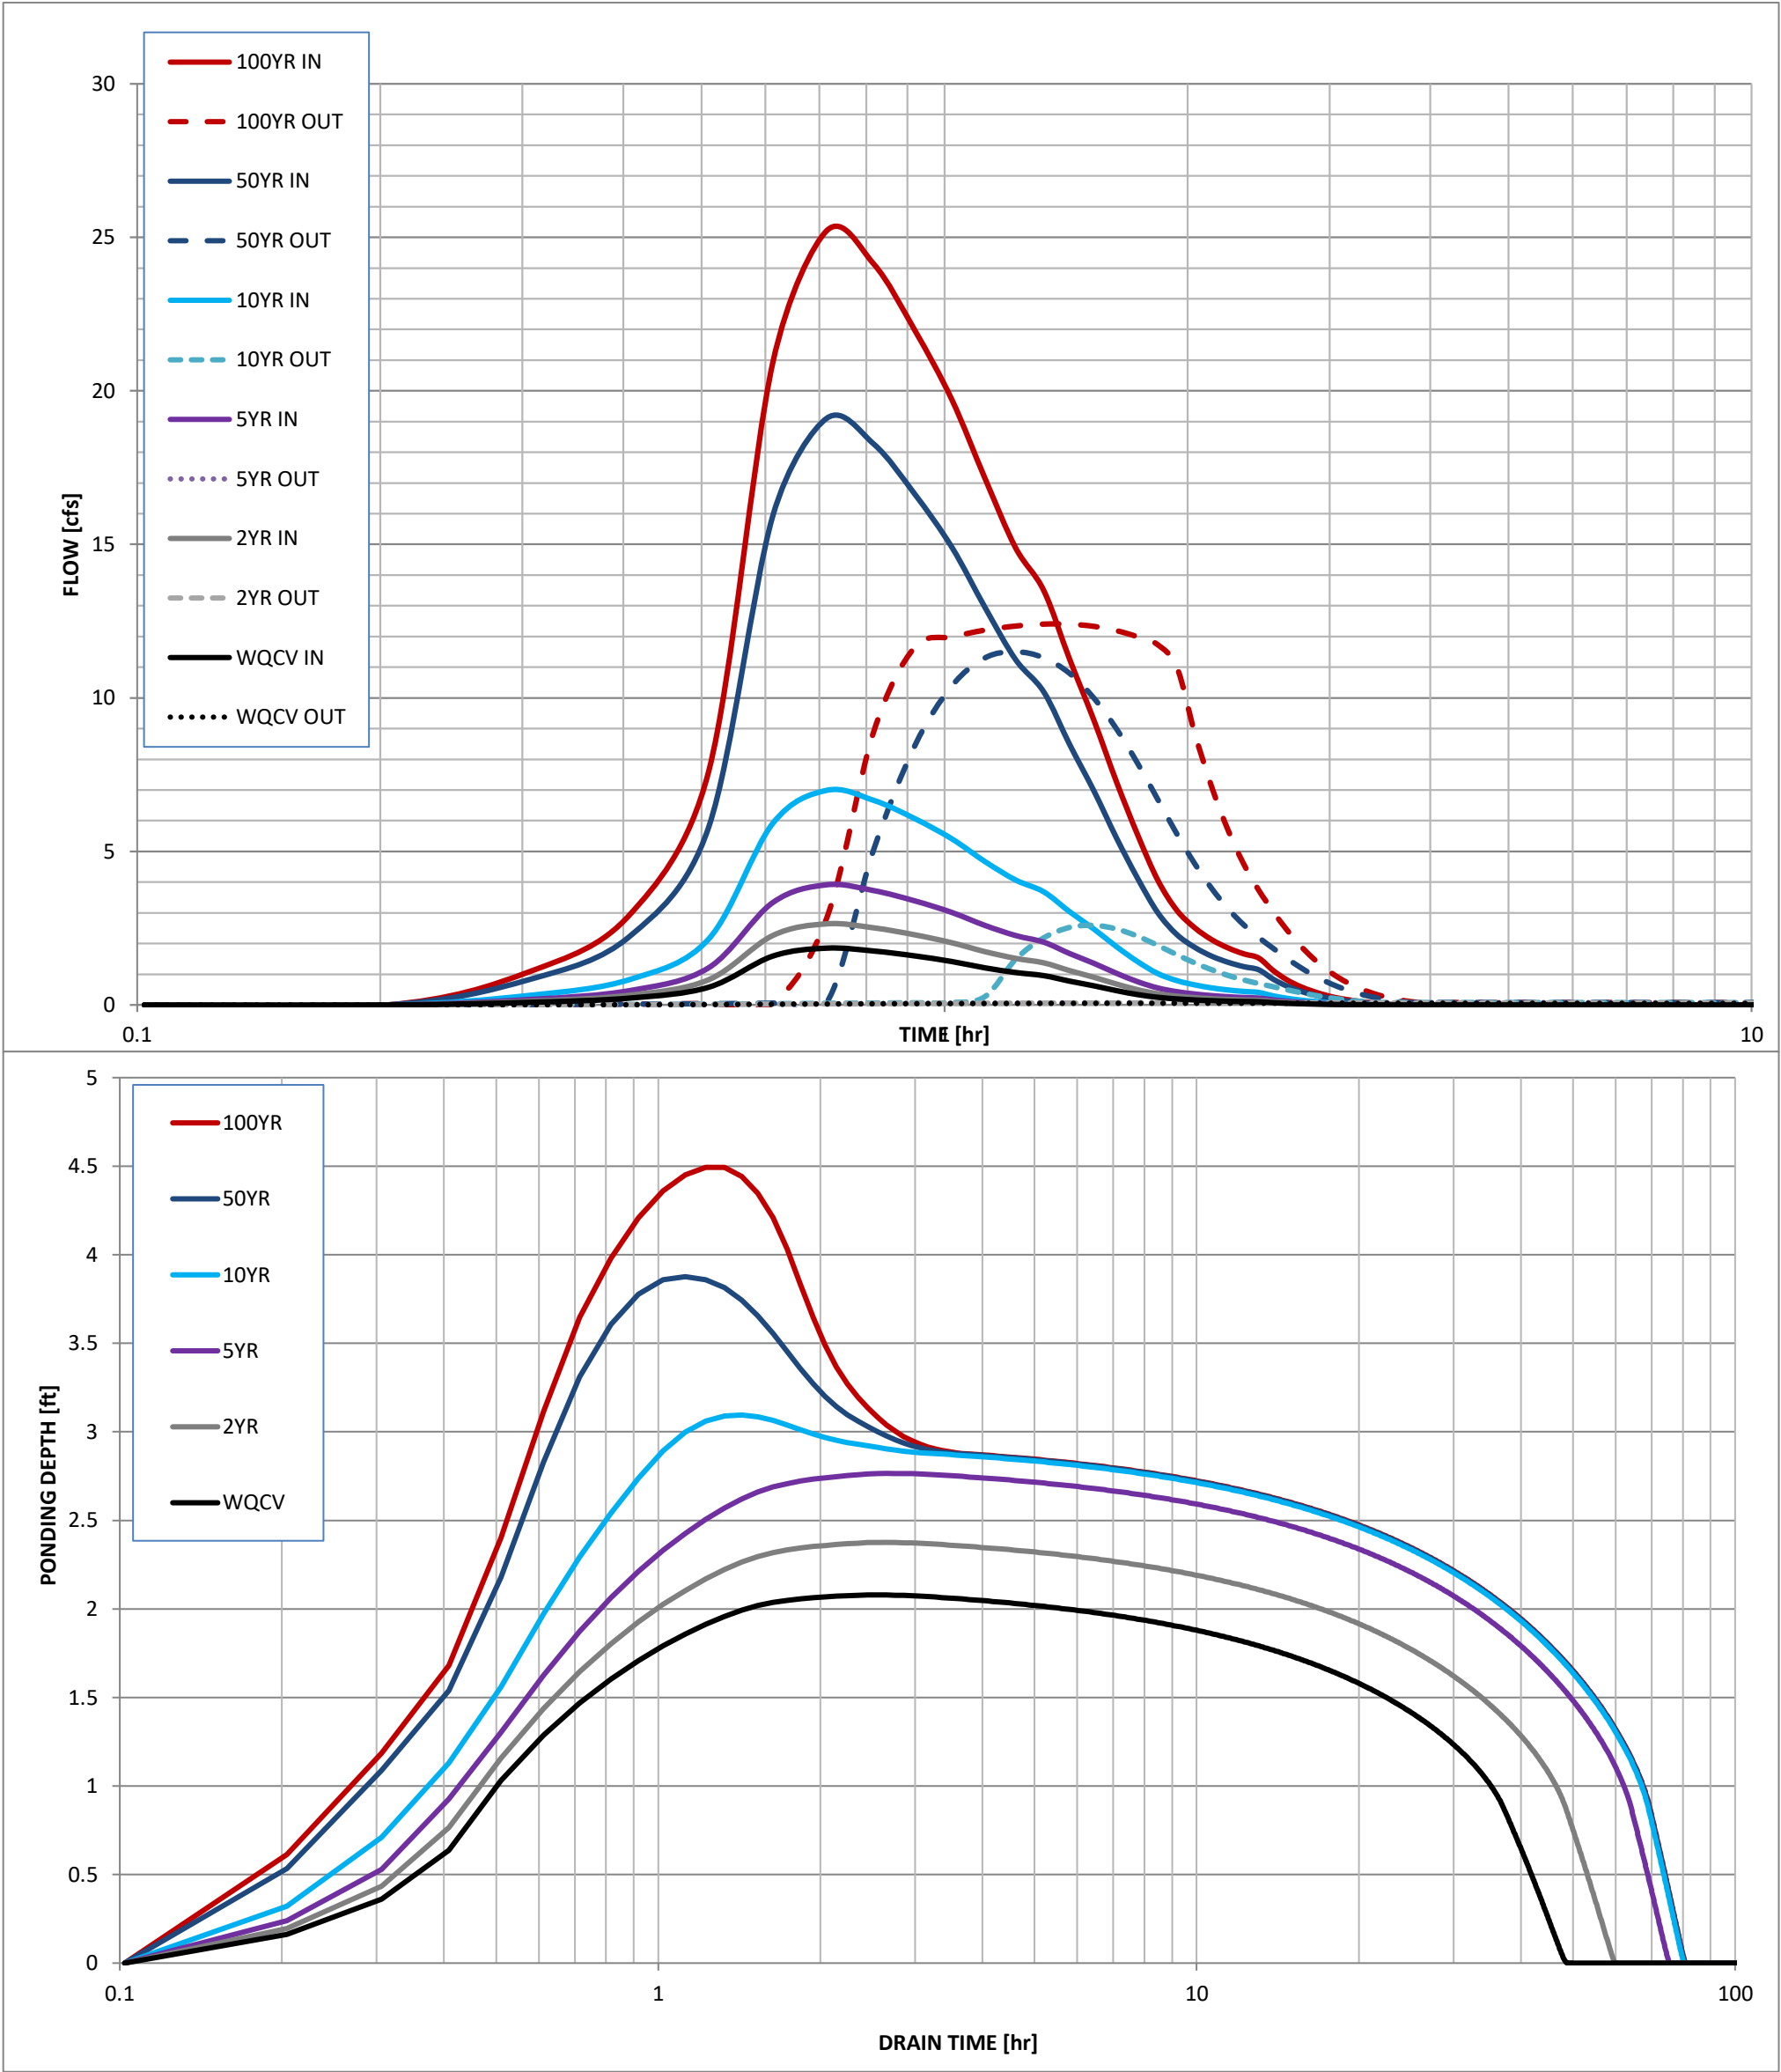 100YR IN
100YR OUT
50YR IN
50YR OUT
10YR IN
10YR OUT
5YR IN
5YR OUT
2YR IN
2YR OUT
WQCV IN
WQCV OUT
FLOW [cfs]
30
25
20
15
10
5
0
0.1
1
10
TIME [hr]
100YR
50YR
10YR
5YR
2YR
WQCV
PONDING DEPTH [ft]
5
4.5
4
3.5
3
2.5
2
1.5
1
0.5
0
0.1
1
10
100
DRAIN TIME [hr]